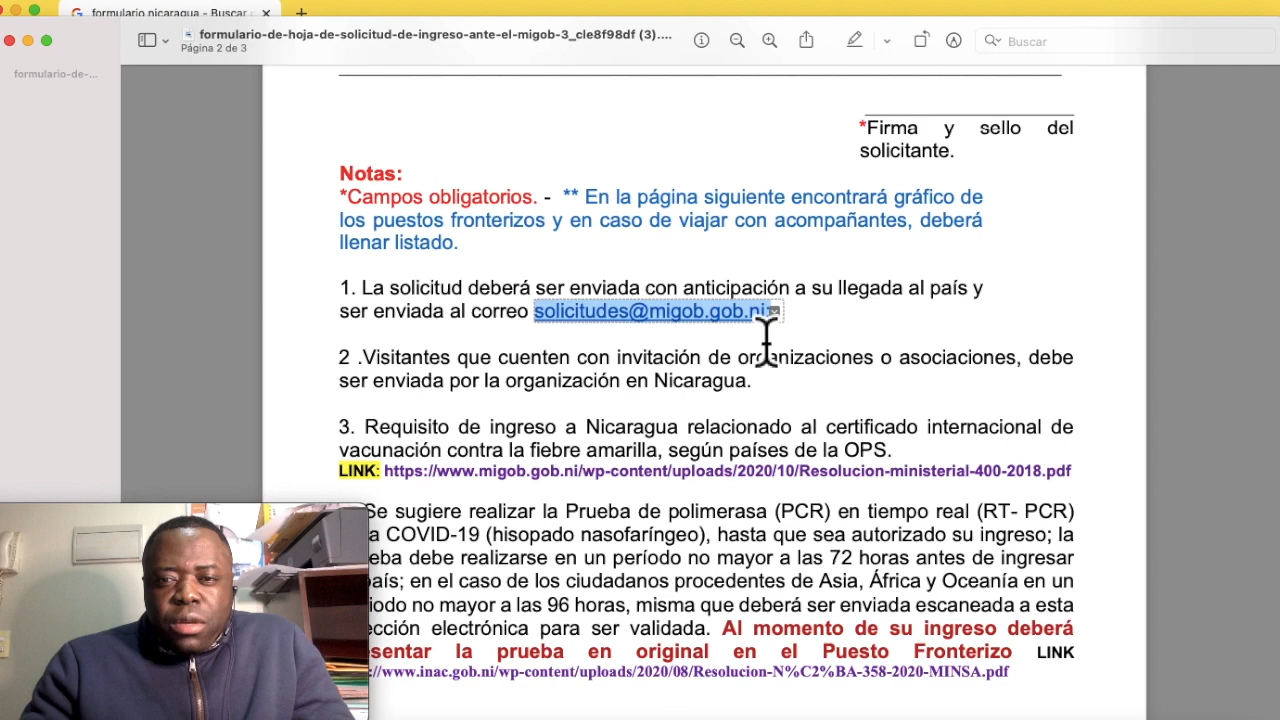 formulario nicaragua - Buscar
formulario-de-hoja-de-solicitud-de-ingreso-ante-el-migob-3_cle8f98df (3)....
Página 2 de 3
Buscar
formulario-de-...
*Firma y sello del
solicitante.
Notas:
*Campos obligatorios. - ** En la página siguiente encontrará gráfico de
los puestos fronterizos y en caso de viajar con acompañantes, deberá
llenar listado.
1. La solicitud deberá ser enviada con anticipación a su llegada al país y
ser enviada al correo solicitudes@migob.gob.ni
2 .Visitantes que cuenten con invitación de organizaciones o asociaciones, debe
ser enviada por la organización en Nicaragua.
3. Requisito de ingreso a Nicaragua relacionado al certificado internacional de
vacunación contra la fiebre amarilla, según países de la OPS.
LINK: https://www.migob.gob.ni/wp-content/uploads/2020/10/Resolucion-ministerial-400-2018.pdf
Se sugiere realizar la Prueba de polimerasa (PCR) en tiempo real (RT- PCR)
COVID-19 (hisopado nasofaríngeo), hasta que sea autorizado su ingreso; la
eba debe realizarse en un período no mayor a las 72 horas antes de ingresar
aís; en el caso de los ciudadanos procedentes de Asia, África y Oceanía en un
iodo no mayor a las 96 horas, misma que deberá ser enviada escaneada a esta
ección electrónica para ser validada. Al momento de su ingreso deberá
esentar la prueba en original en el Puesto Fronterizo LINK
://www.inac.gob.ni/wp-content/uploads/2020/08/Resolucion-N%C2%BA-358-2020-MINSA.pdf